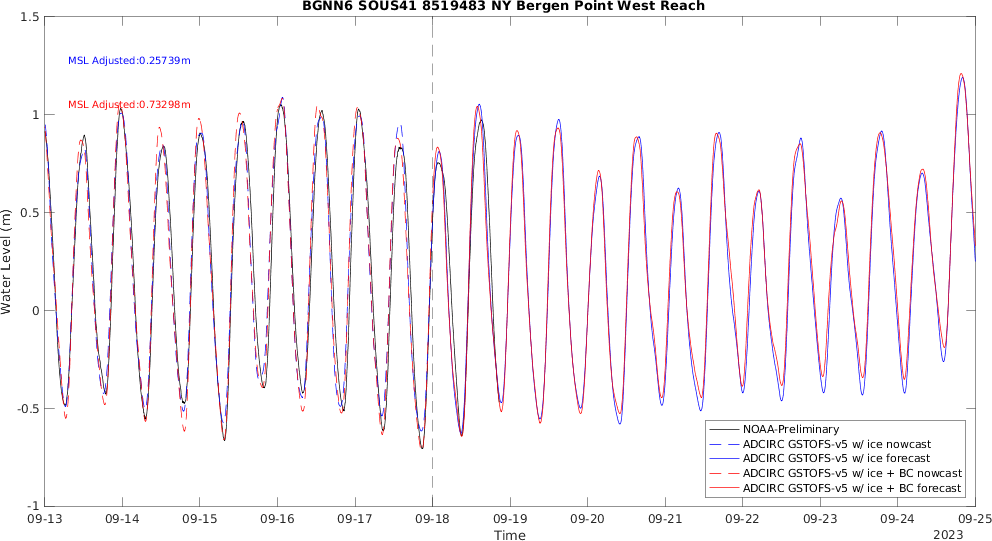 BGNN6 SOUS41 8519483 NY Bergen Point West Reach
1.5
MSL Adjusted:0.25739m
MSL Adjusted:0.73298m
1
0.5
0
-0.5
-1
Water Level (m)
NOAA-Preliminary
ADCIRC GSTOFS-v5 w/ ice nowcast
ADCIRC GSTOFS-v5 w/ ice forecast
ADCIRC GSTOFS-v5 w/ ice + BC nowcast
ADCIRC GSTOFS-v5 w/ ice + BC forecast
09-13 09-14 09-15 09-16 09-17 09-18 09-19 09-20 09-21 09-22 09-23 09-24 09-25
Time
2023